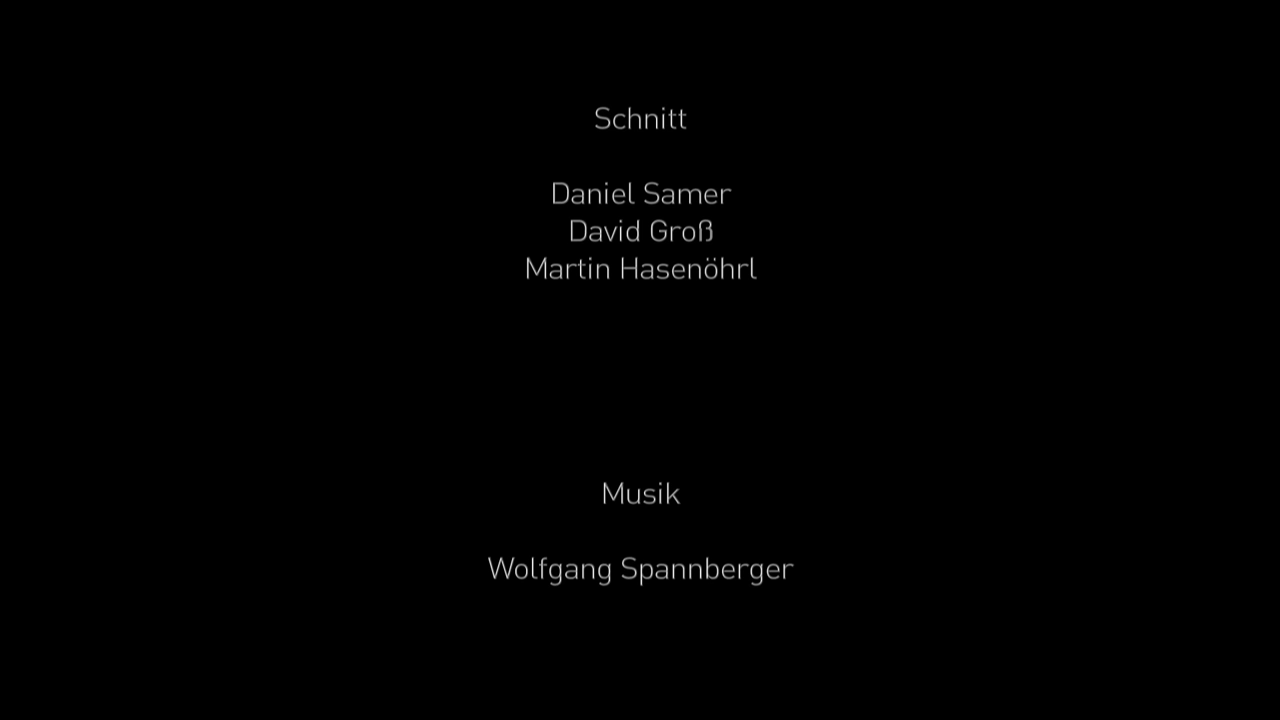 Schnitt
Daniel Samer
David Groß
Martin Hasenöhrl
Musik
Wolfgang Spannberger